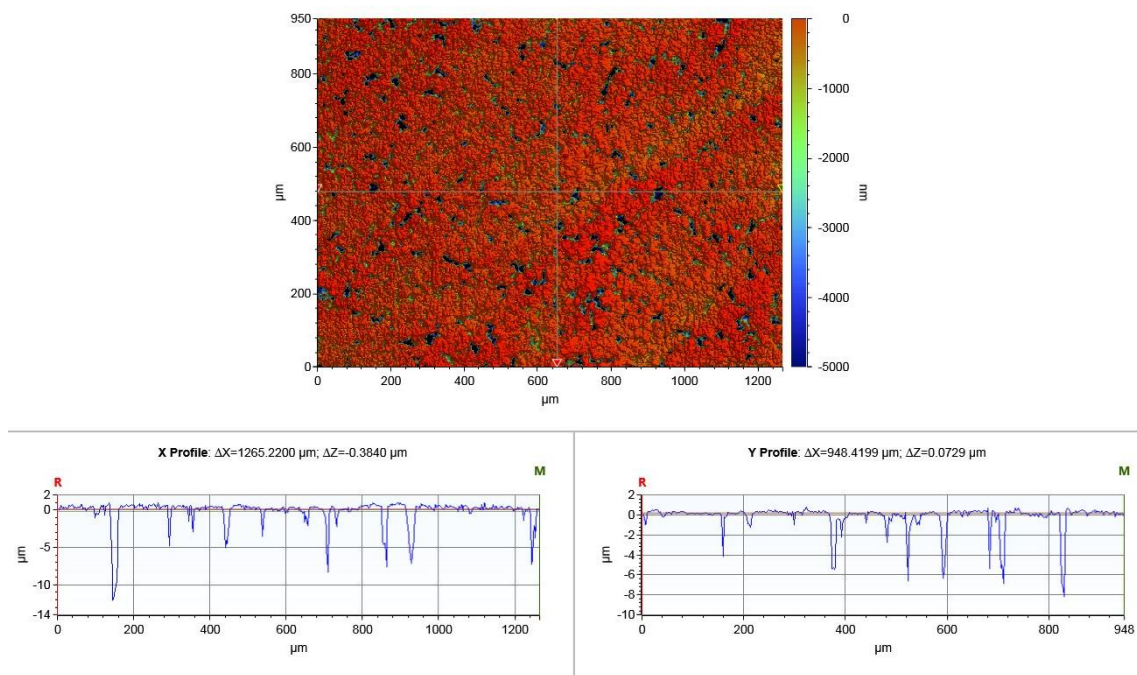 950
800
600
400
200
0
µm
0 200 400 600 800 1000
µm
0
-1000
-2000
-3000
-4000
-5000
nm
X Profile: ΔX=1265.2200 µm; ΔZ=-0.3840 µm
R M
2
0
-5
-10
-14
µm
0 200 400 600 800 1000 1200
µm
Y Profile: ΔX=948.4199 µm; ΔZ=0.0729 µm
R M
2
0
-2
-4
-6
-8
-10
µm
0 200 400 600 800 948
µm